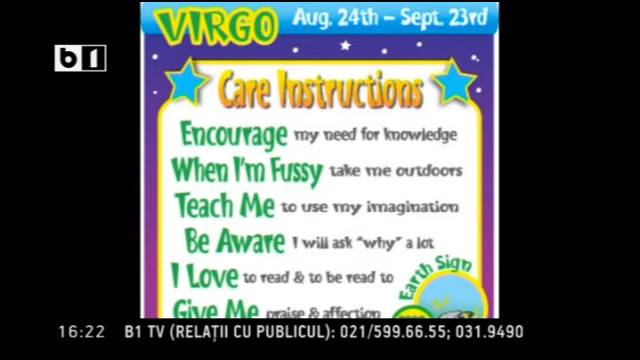 VIRGO Aug. 24th - Sept. 23rd
B1
Care Instructions
Encourage my need for knowledge
When I'm Fussy take me outdoors
Teach Me to use my imagination
Be Aware I will ask "why" a lot
I Love to read & to be read to
Give Me praise & affection
Earth Sign
16:22 B1 TV (RELAȚII CU PUBLICUL): 021/599.66.55; 031.9490